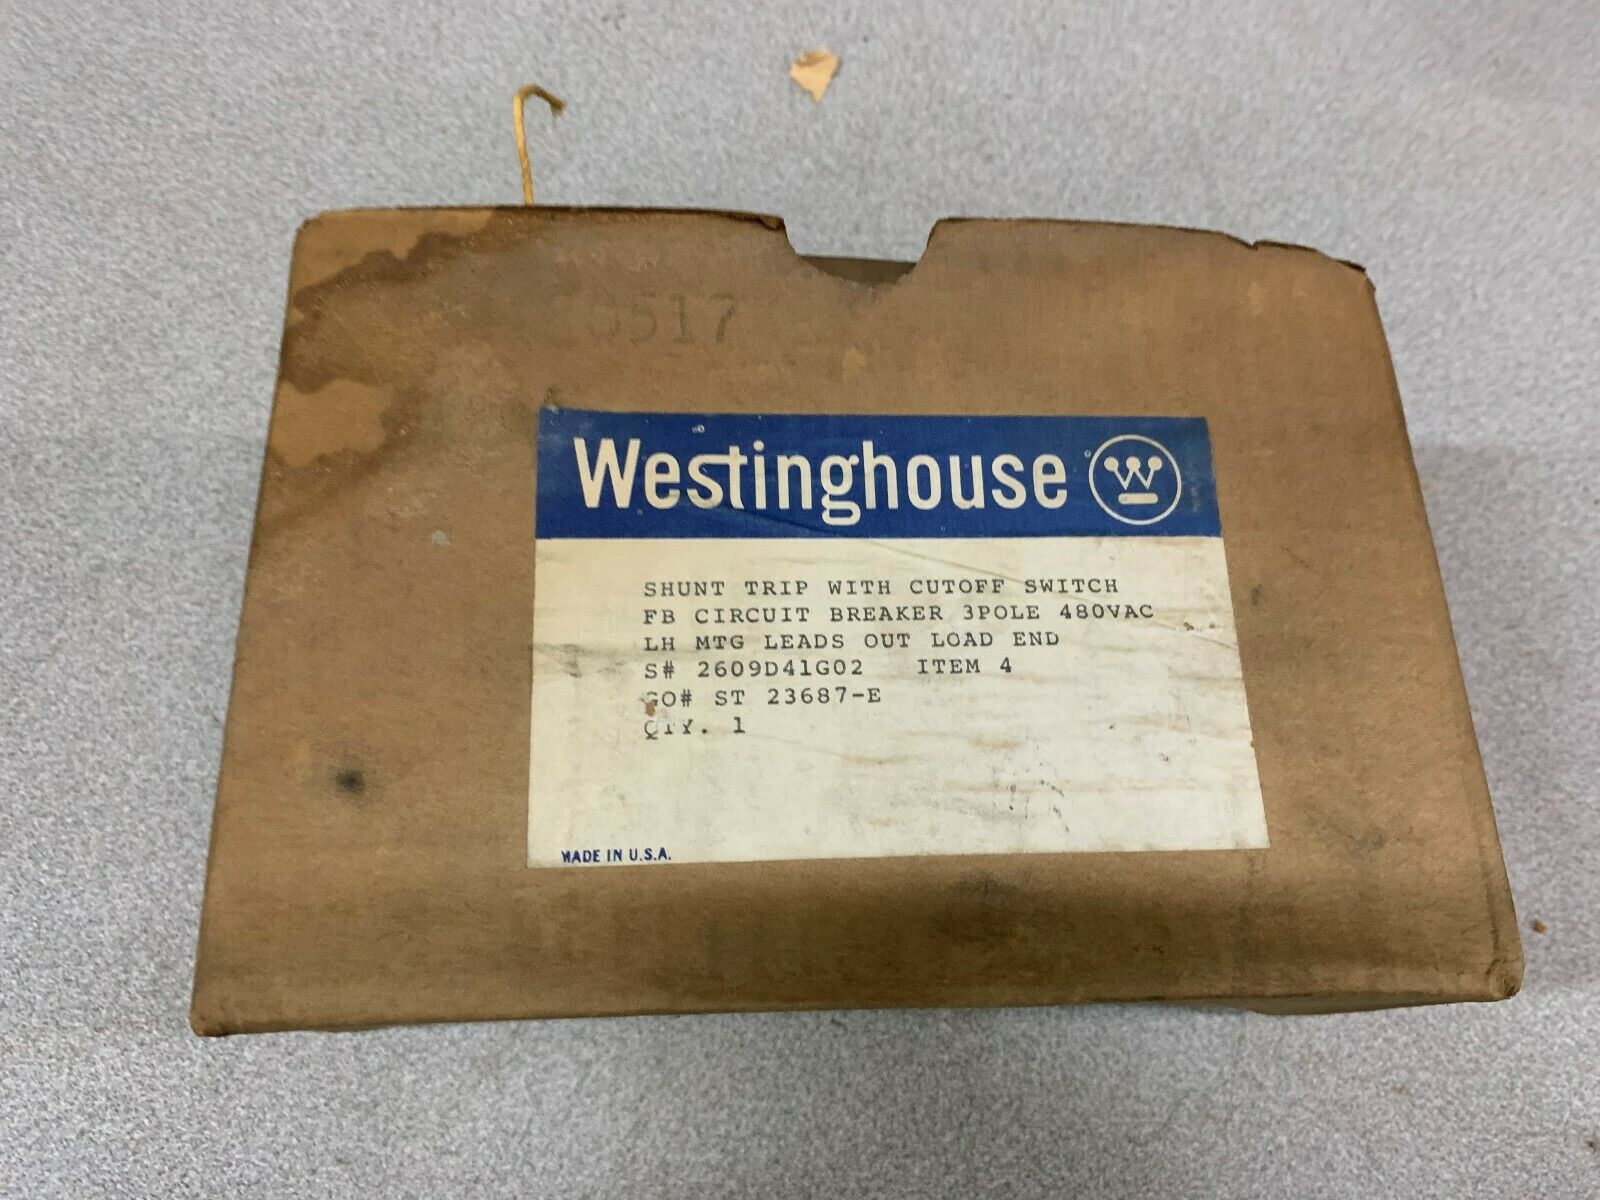 0517
Westinghouse W
SHUNT TRIP WITH CUTOFF SWITCH
FB CIRCUIT BREAKER 3POLE 480VAC
LH MTG LEADS OUT LOAD END
S# 2609D41G02 ITEM 4
GO# ST 23687-E
QTY. 1
MADE IN U.S.A.